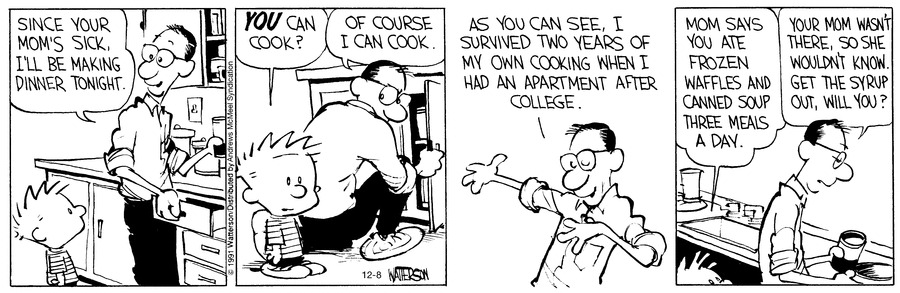 SINCE YOUR
MOM'S SICK,
I'LL BE MAKING
DINNER TONIGHT.
© 1991 Watterson/Distributed by Andrews McMeel Syndication
YOU CAN
COOK?
OF COURSE
I CAN COOK.
12-8
WATTERSON
AS YOU CAN SEE, I
SURVIVED TWO YEARS OF
MY OWN COOKING WHEN I
HAD AN APARTMENT AFTER
COLLEGE.
MOM SAYS
YOU ATE
FROZEN
WAFFLES AND
CANNED SOUP
THREE MEALS
A DAY.
YOUR MOM WASN'T
THERE, SO SHE
WOULDN'T KNOW.
GET THE SYRUP
OUT, WILL YOU?